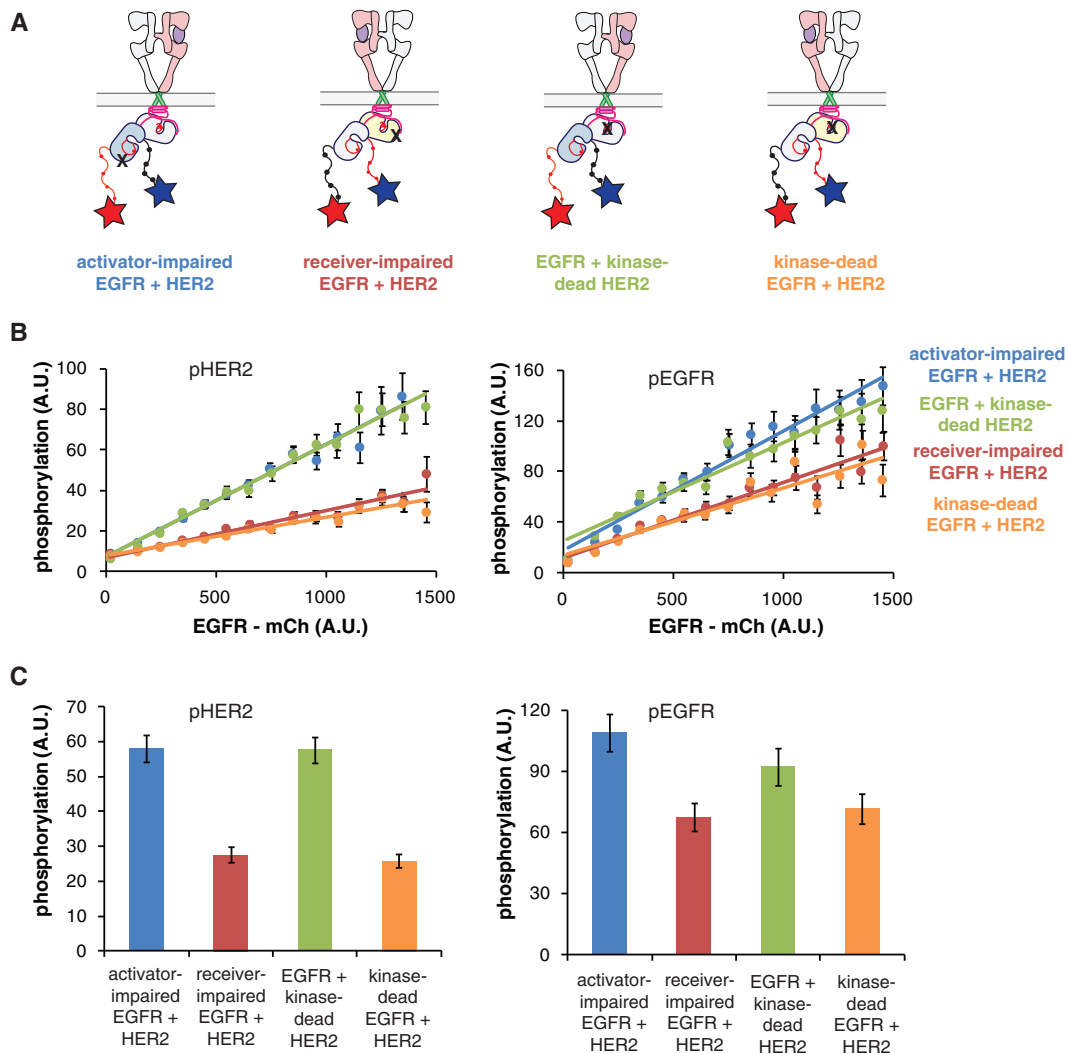 A
X
X
X
X
activator-impaired
EGFR + HER2
receiver-impaired
EGFR + HER2
EGFR + kinase-
dead HER2
kinase-dead
EGFR + HER2
B
phosphorylation (A.U.)
100
80
60
40
20
0
pHER2
0
500
1000
1500
EGFR - mCh (A.U.)
phosphorylation (A.U.)
160
120
80
40
0
pEGFR
0
500
1000
1500
EGFR - mCh (A.U.)
activator-impaired
EGFR + HER2
EGFR + kinase-
dead HER2
receiver-impaired
EGFR + HER2
kinase-dead
EGFR + HER2
C
phosphorylation (A.U.)
70
60
50
40
30
20
10
0
pHER2
activator-
impaired
EGFR +
HER2
receiver-
impaired
EGFR +
HER2
EGFR +
kinase-
dead
HER2
kinase-
dead
EGFR +
HER2
phosphorylation (A.U.)
120
90
60
30
0
pEGFR
activator-
impaired
EGFR +
HER2
receiver-
impaired
EGFR +
HER2
EGFR +
kinase-
dead
HER2
kinase-
dead
EGFR +
HER2